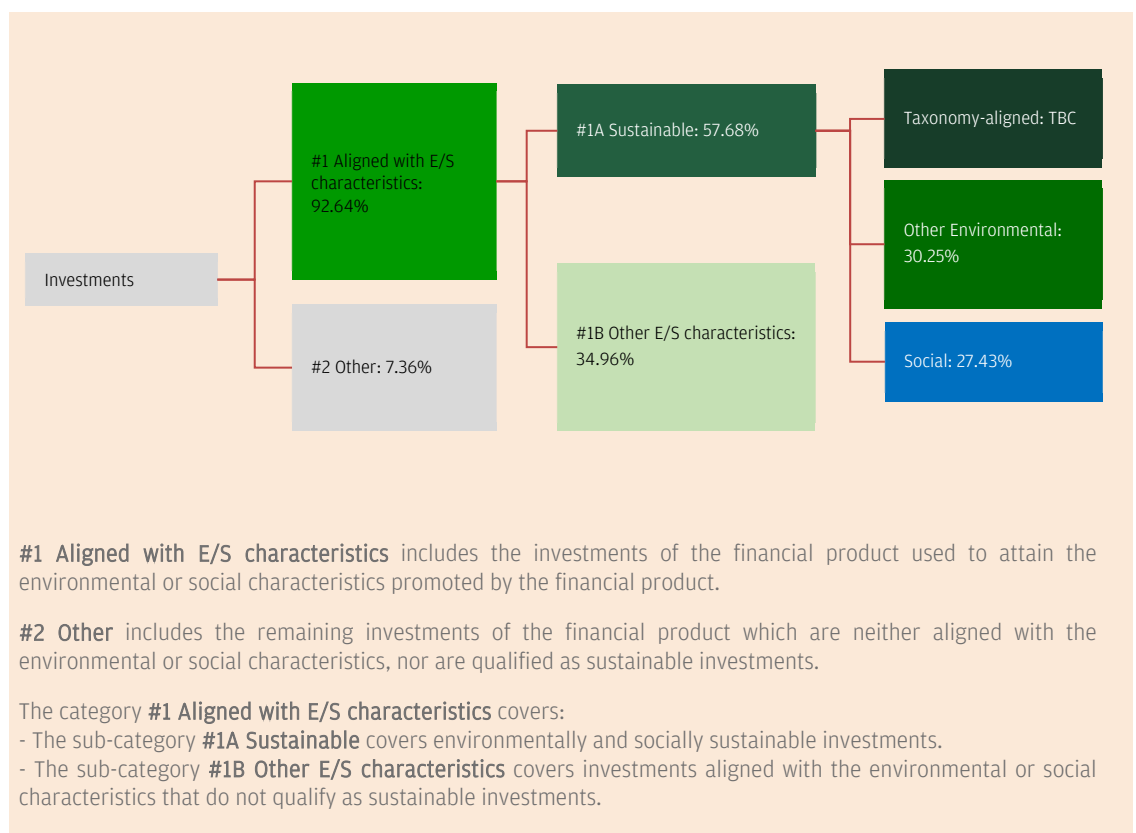 Investments
#1 Aligned with E/S
characteristics:
92.64%
#2 Other: 7.36%
#1A Sustainable: 57.68%
#1B Other E/S characteristics:
34.96%
Taxonomy-aligned: TBC
Other Environmental:
30.25%
Social: 27.43%
#1 Aligned with E/S characteristics includes the investments of the financial product used to attain the
environmental or social characteristics promoted by the financial product.
#2 Other includes the remaining investments of the financial product which are neither aligned with the
environmental or social characteristics, nor are qualified as sustainable investments.
The category #1 Aligned with E/S characteristics covers:
- The sub-category #1A Sustainable covers environmentally and socially sustainable investments.
- The sub-category #1B Other E/S characteristics covers investments aligned with the environmental or social
characteristics that do not qualify as sustainable investments.